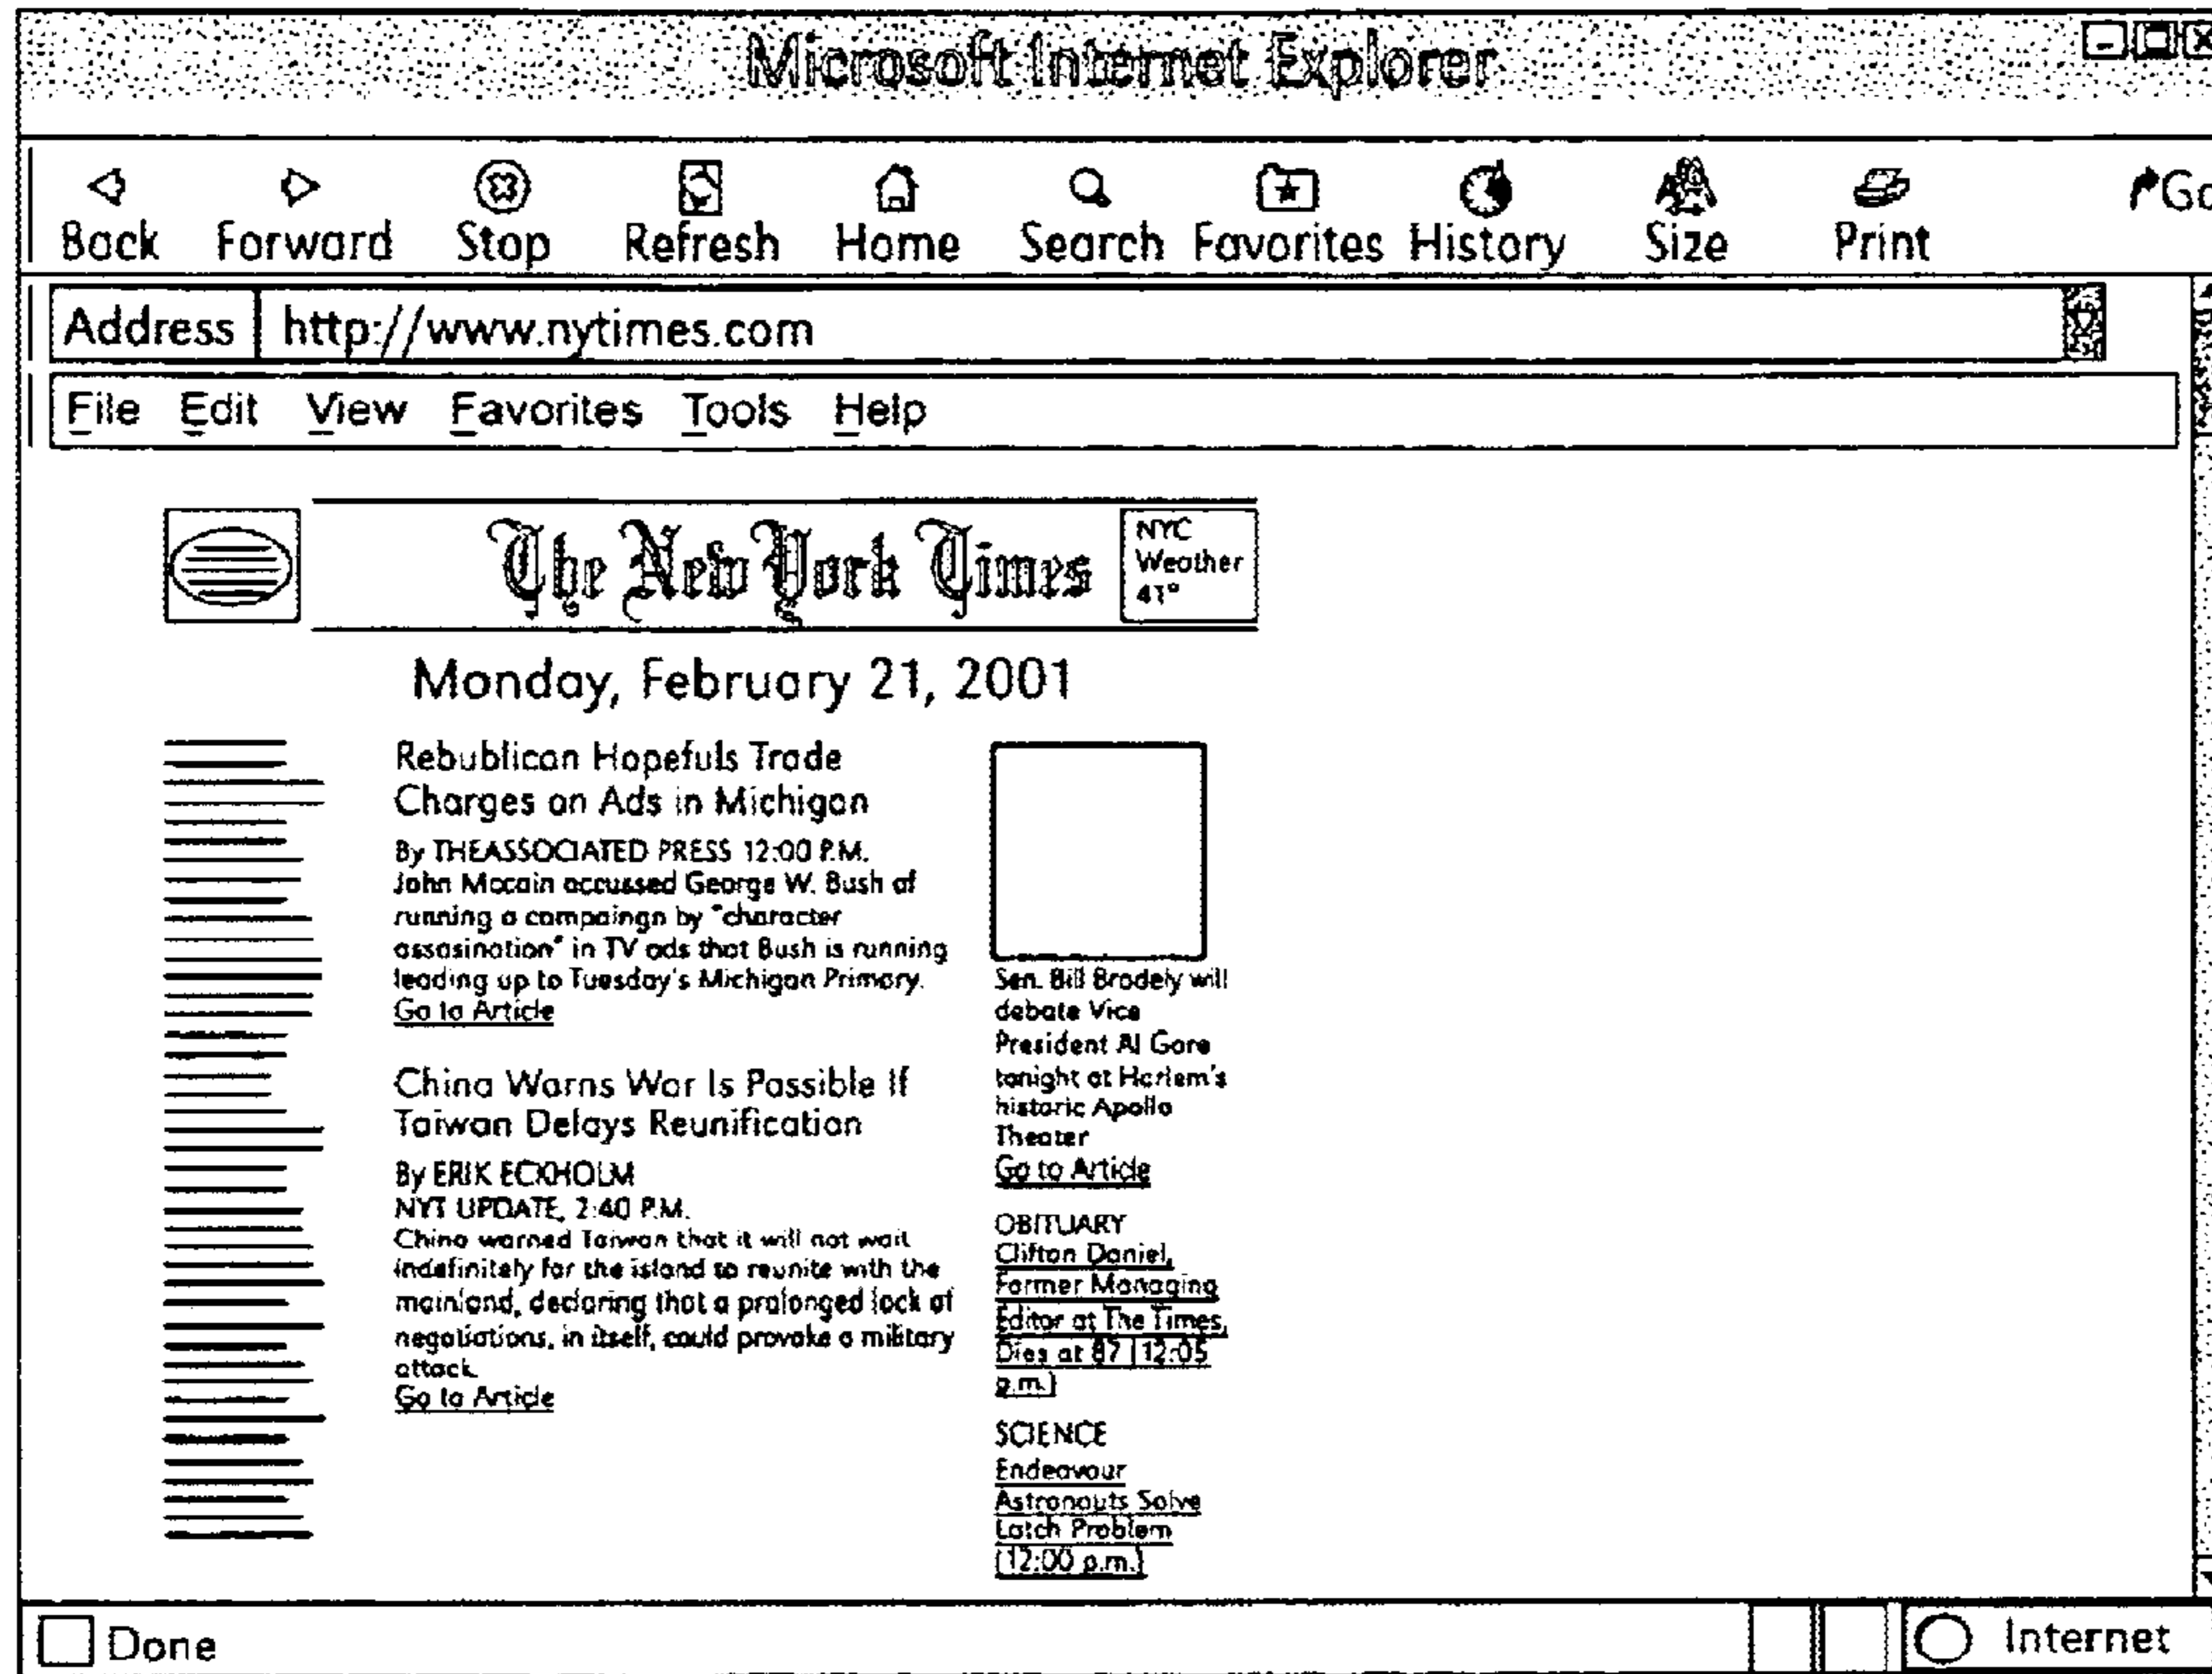 Microsoft Internet Explorer
Back Forward Stop Refresh Home Search Favorites History Size Print Go
Address http://www.nytimes.com
File Edit View Favorites Tools Help
The New York Times
NYC
Weather
41°
Monday, February 21, 2001
Rebublican Hopefuls Trade
Charges on Ads in Michigan
By THEASSOCIATED PRESS 12:00 P.M.
John Mccain accussed George W. Bush of
running a compaingn by "character
assasination" in TV ads that Bush is running
leading up to Tuesday's Michigan Primary.
Go to Article
China Warns War Is Possible If
Taiwan Delays Reunification
By ERIK ECKHOLM
NYT UPDATE, 2:40 P.M.
China warned Taiwan that it will not wait
indefinitely for the island to reunite with the
mainland, declaring that a prolonged lack of
negotiations, in itself, could provoke a military
attack.
Go to Article
Sen. Bill Bradely will
debate Vice
President Al Gore
tonight at Harlem's
historic Apollo
Theater
Go to Article
OBITUARY
Clifton Daniel,
Former Managing
Editor at The Times,
Dies at 87 (12:05
p.m.)
SCIENCE
Endeavour
Astronauts Solve
Latch Problem
(12:00 p.m.)
Done
Internet